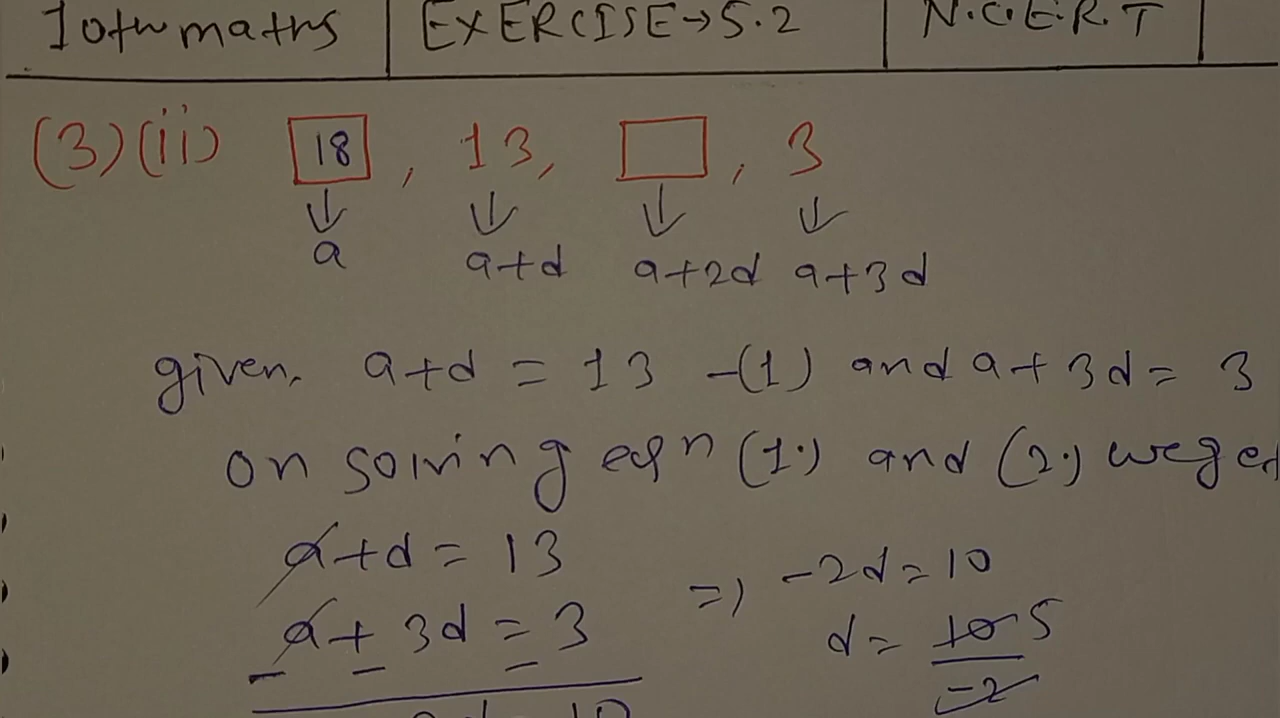 10th maths EXERCISE→5.2 N.C.E.R.T
(3)(ii) 18, 13, □, 3
↓ ↓ ↓ ↓
a a+d a+2d a+3d
given, a+d = 13 -(1) and a+3d= 3
on solving eqn (1.) and (2.) we get
a+d = 13
a+ 3d = 3
- - -
=) -2d=10
d= 10 5
-2